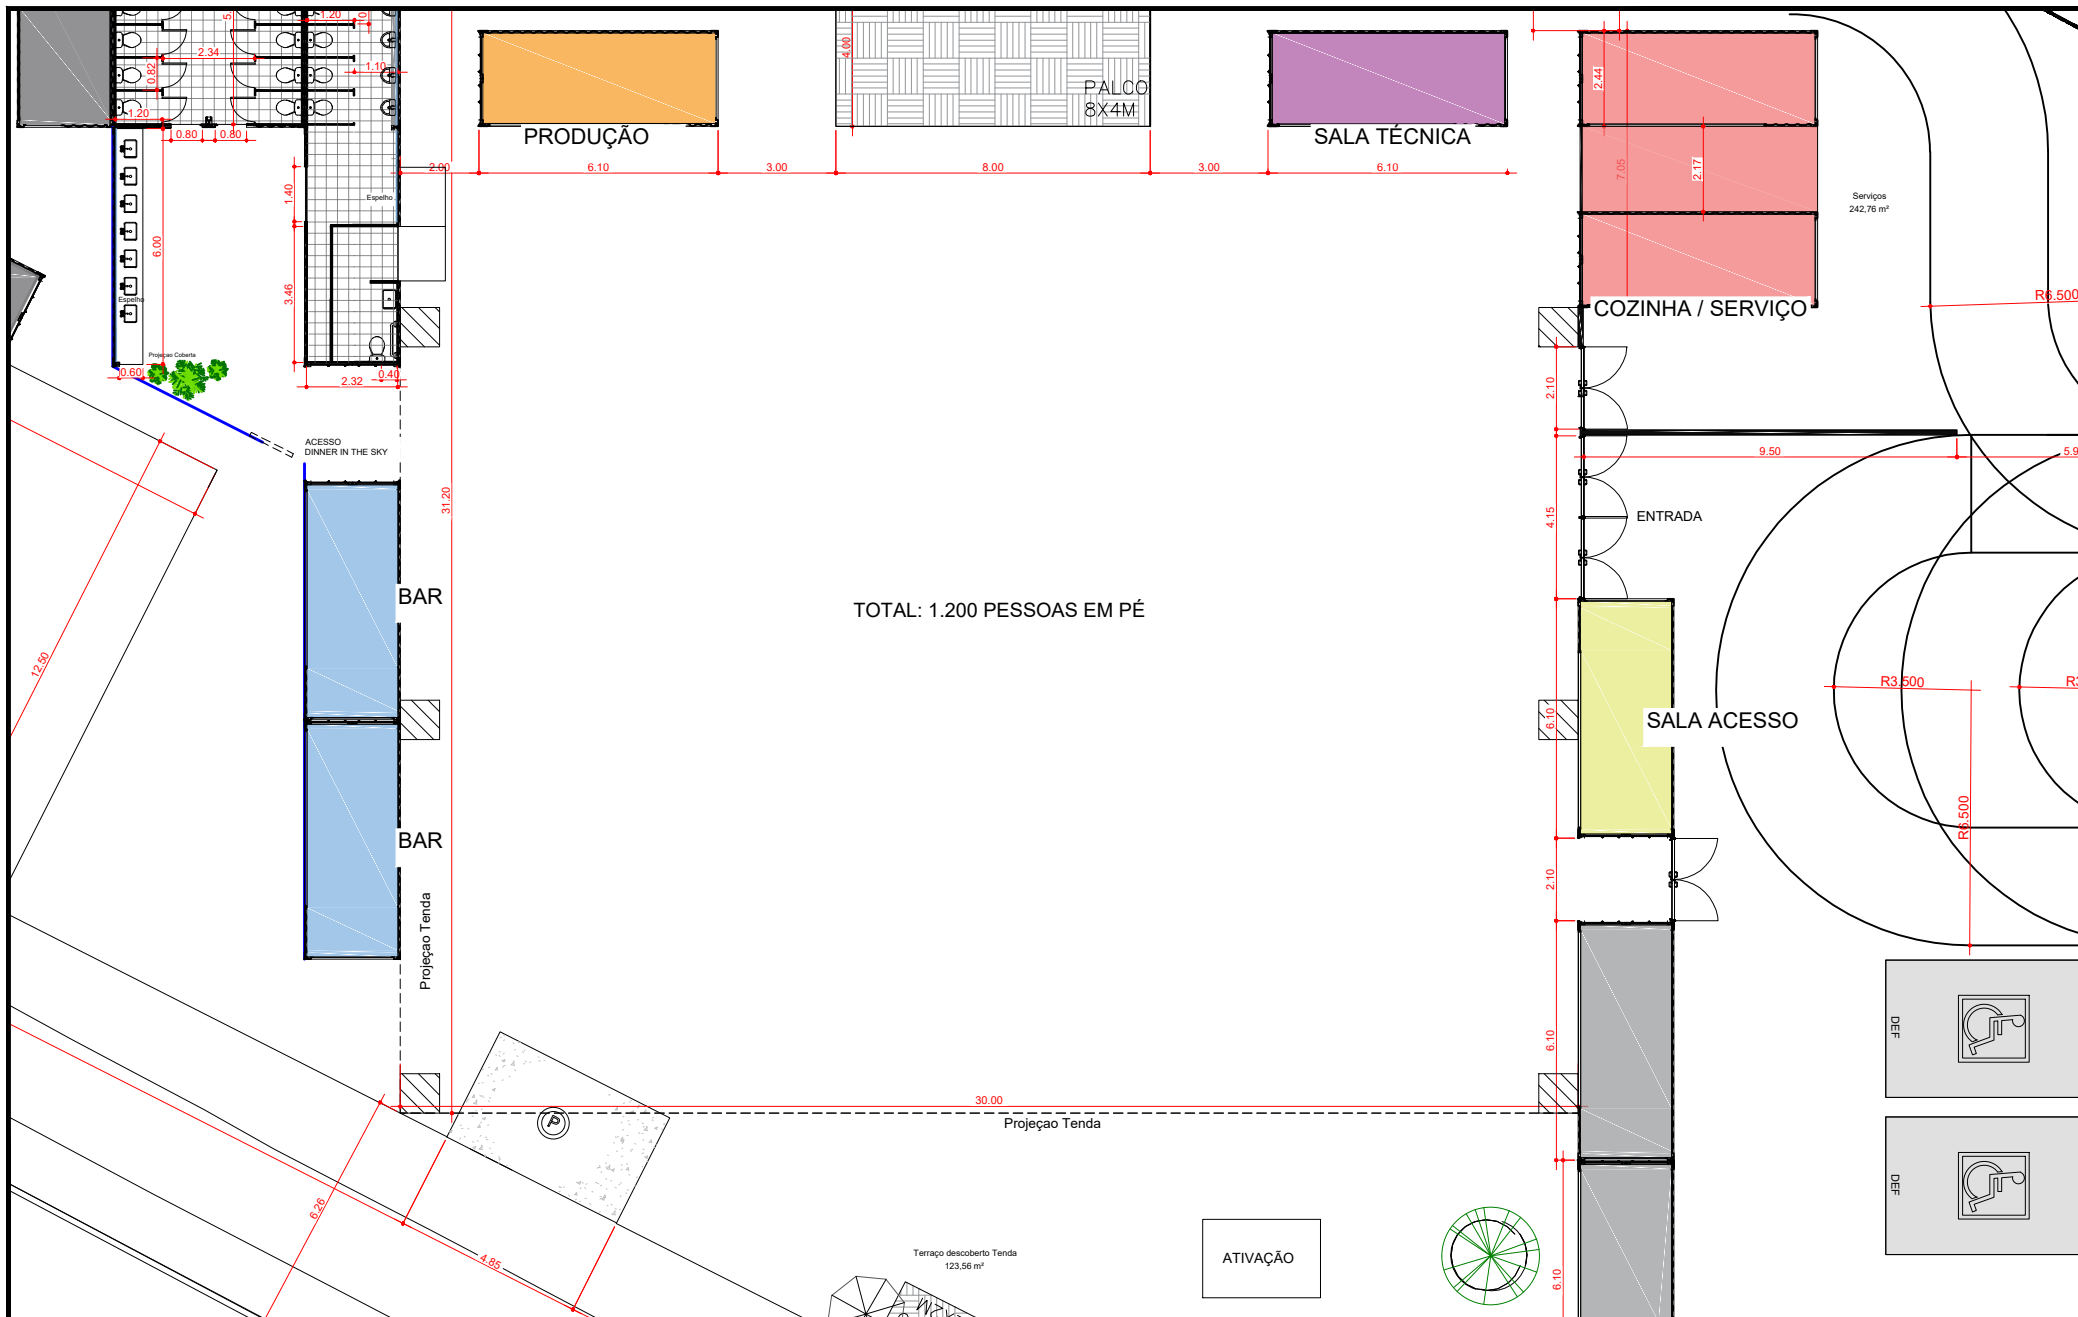 1.20
5.
2.34
0.82
1.10
1.20
0.80
0.80
4.00
PALCO
8X4M
PRODUÇÃO
SALA TÉCNICA
2.44
2.00
6.10
3.00
8.00
3.00
6.10
7.05
2.17
1.40
Espelho
Serviços
242,76 m²
6.00
3.46
Espelho
R6.500
COZINHA / SERVIÇO
Projeçao Coberta
0.60
2.32
0.40
2.10
ACESSO
DINNER IN THE SKY
9.50
5.9
31.20
4.15
ENTRADA
BAR
TOTAL: 1.200 PESSOAS EM PÉ
12.50
R3.500
R3
6.10
SALA ACESSO
R6.500
BAR
2.10
Projeçao Tenda
DEF
6.10
30.00
Projeçao Tenda
P
DEF
6.26
4.85
Terraço descoberto Tenda
123,56 m²
ATIVAÇÃO
6.10